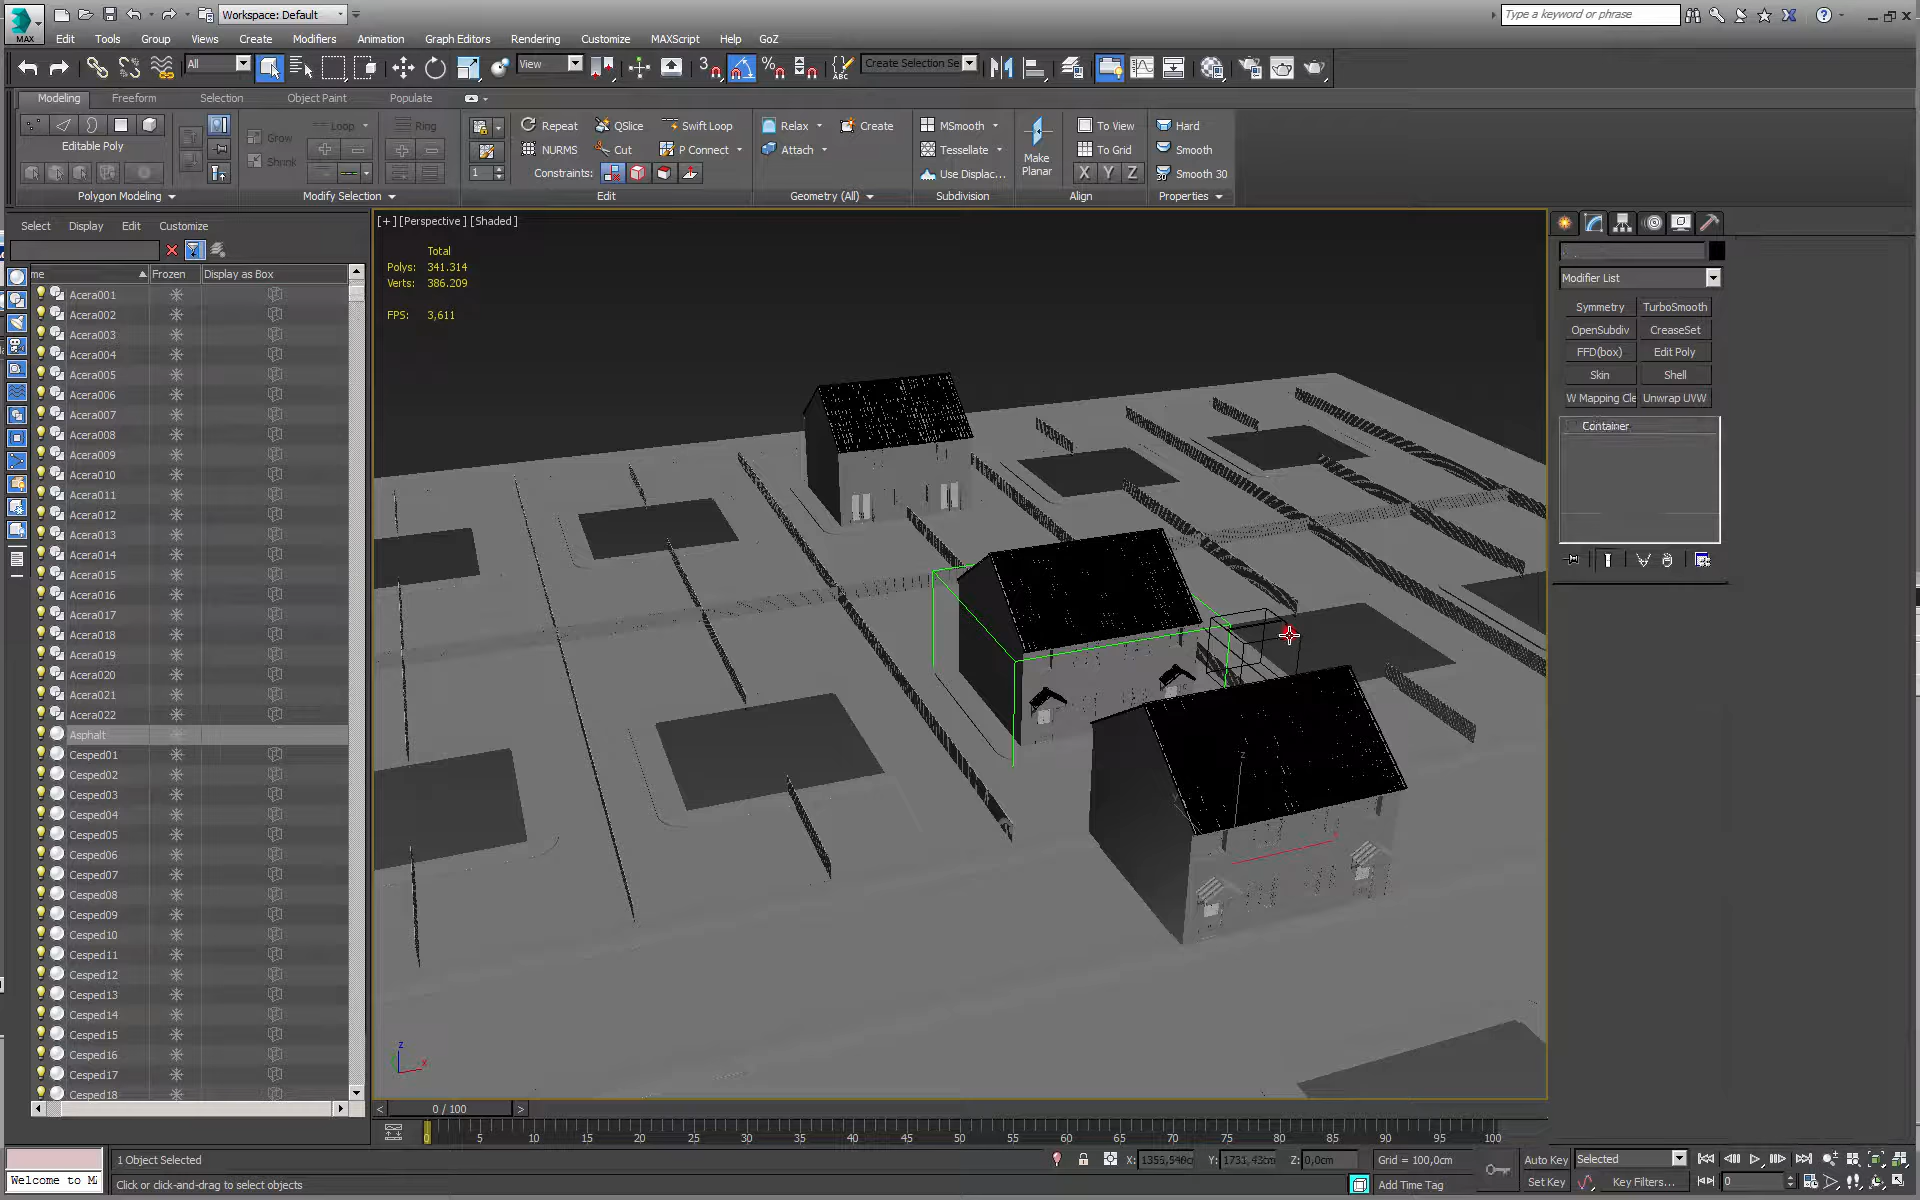 Workspace: Default
Type a keyword or phrase
MAX
Edit Tools Group Views Create Modifiers Animation Graph Editors Rendering Customize MAXScript Help GoZ
All
View
3
%
ABC
Create Selection Se
Modeling Freeform Selection Object Paint Populate
Loop Ring
Grow
Shrink
Editable Poly
Repeat QSlice Swift Loop
NURMS Cut P Connect
1 Constraints:
Relax Create
Attach
MSmooth
Tessellate
Use Displac...
Make
Planar
To View
To Grid
X Y Z
Hard
Smooth
Smooth 30
Polygon Modeling Modify Selection Edit Geometry (All) Subdivision Align Properties
Select Display Edit Customize
me Frozen Display as Box
Acera001
Acera002
Acera003
Acera004
Acera005
Acera006
Acera007
Acera008
Acera009
Acera010
Acera011
Acera012
Acera013
Acera014
Acera015
Acera016
Acera017
Acera018
Acera019
Acera020
Acera021
Acera022
Asphalt
Cesped01
Cesped02
Cesped03
Cesped04
Cesped05
Cesped06
Cesped07
Cesped08
Cesped09
Cesped10
Cesped11
Cesped12
Cesped13
Cesped14
Cesped15
Cesped16
Cesped17
Cesped18
[+] [Perspective] [Shaded]
Total
Polys: 341.314
Verts: 386.209
FPS: 3,611
z
x
z
x
Modifier List
Symmetry TurboSmooth
OpenSubdiv CreaseSet
FFD(box) Edit Poly
Skin Shell
W Mapping Cle Unwrap UVW
Container
< 0 / 100 >
0 5 10 15 20 25 30 35 40 45 50 55 60 65 70 75 80 85 90 95 100
1 Object Selected
X: 1355,540c Y: 1731,43cm Z: 0,0cm Grid = 100,0cm
Auto Key Selected
Welcome to MA
Click or click-and-drag to select objects
Add Time Tag
Set Key Key Filters... 0